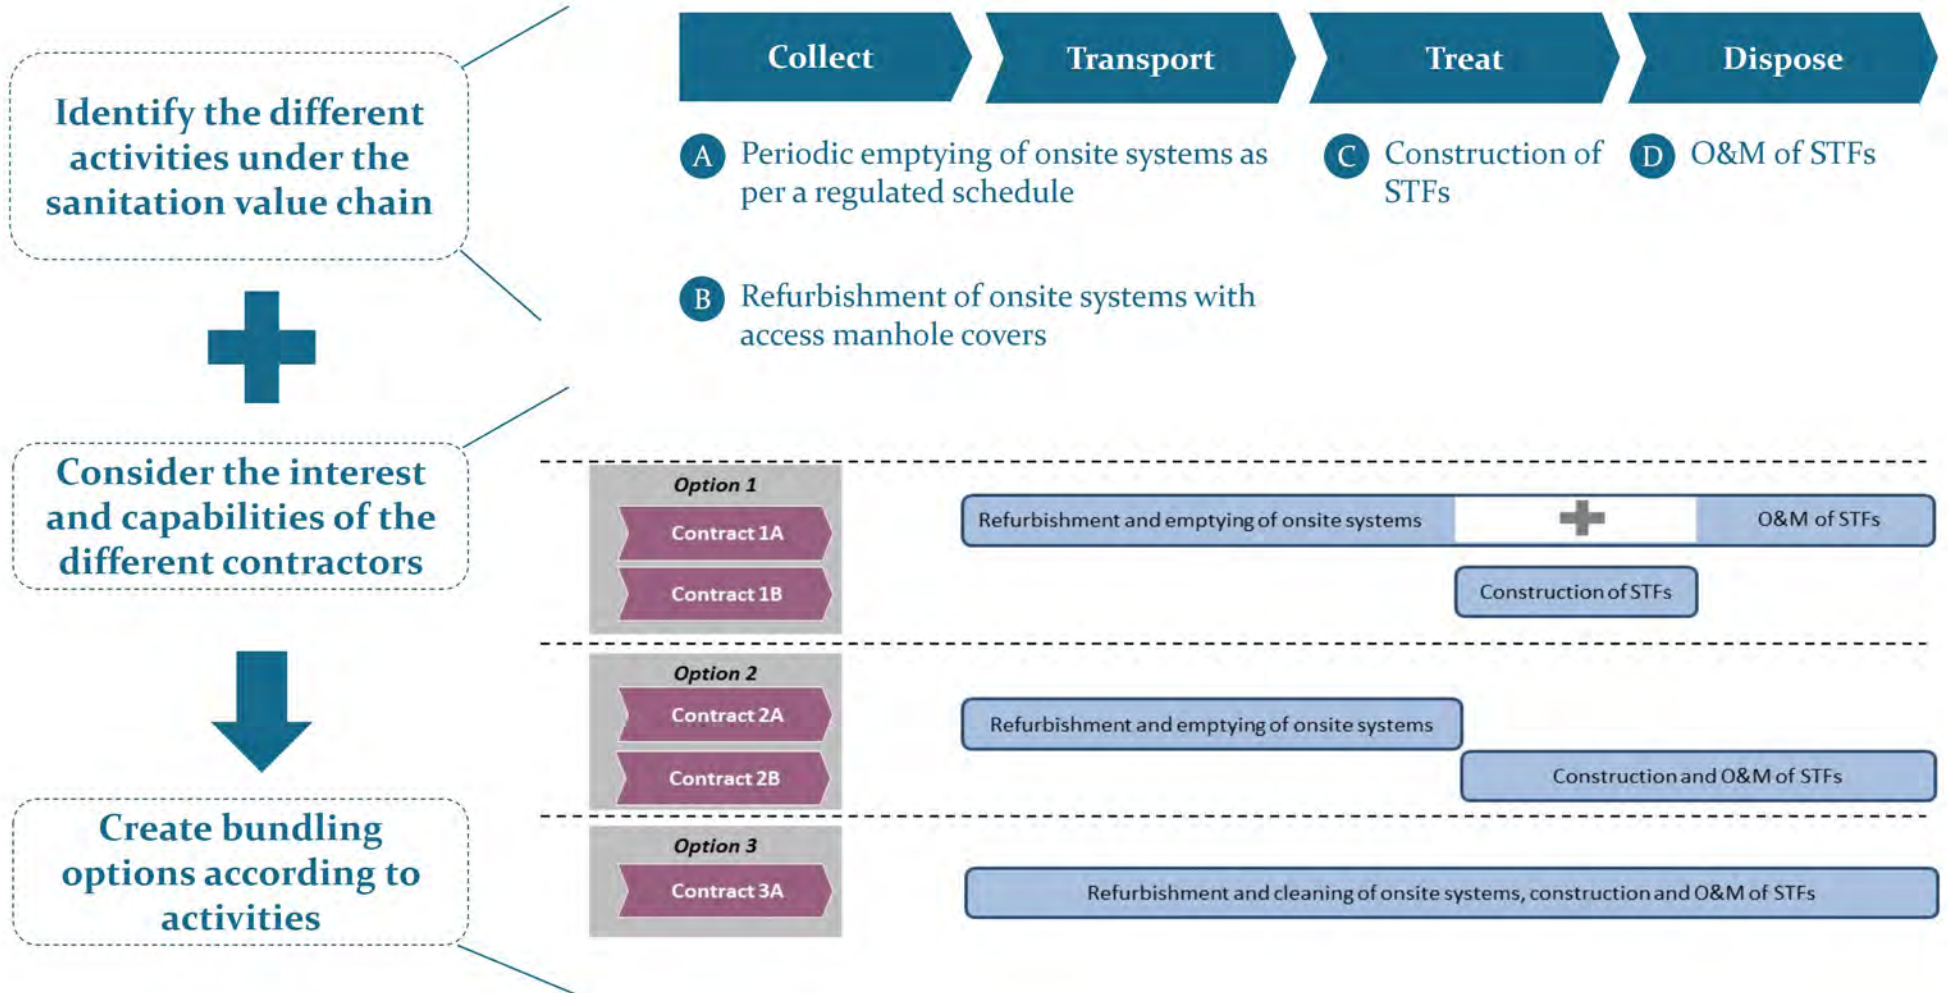 Identify the different
activities under the
sanitation value chain
Consider the interest
and capabilities of the
different contractors
Create bundling
options according to
activities
Collect
Transport
Treat
Dispose
A Periodic emptying of onsite systems as
per a regulated schedule
B Refurbishment of onsite systems with
access manhole covers
C Construction of
STFs
D O&M of STFs
Option 1
Contract 1A
Refurbishment and emptying of onsite systems
O&M of STFs
Contract 1B
Construction of STFs
Option 2
Contract 2A
Refurbishment and emptying of onsite systems
Contract 2B
Construction and O&M of STFs
Option 3
Contract 3A
Refurbishment and cleaning of onsite systems, construction and O&M of STFs